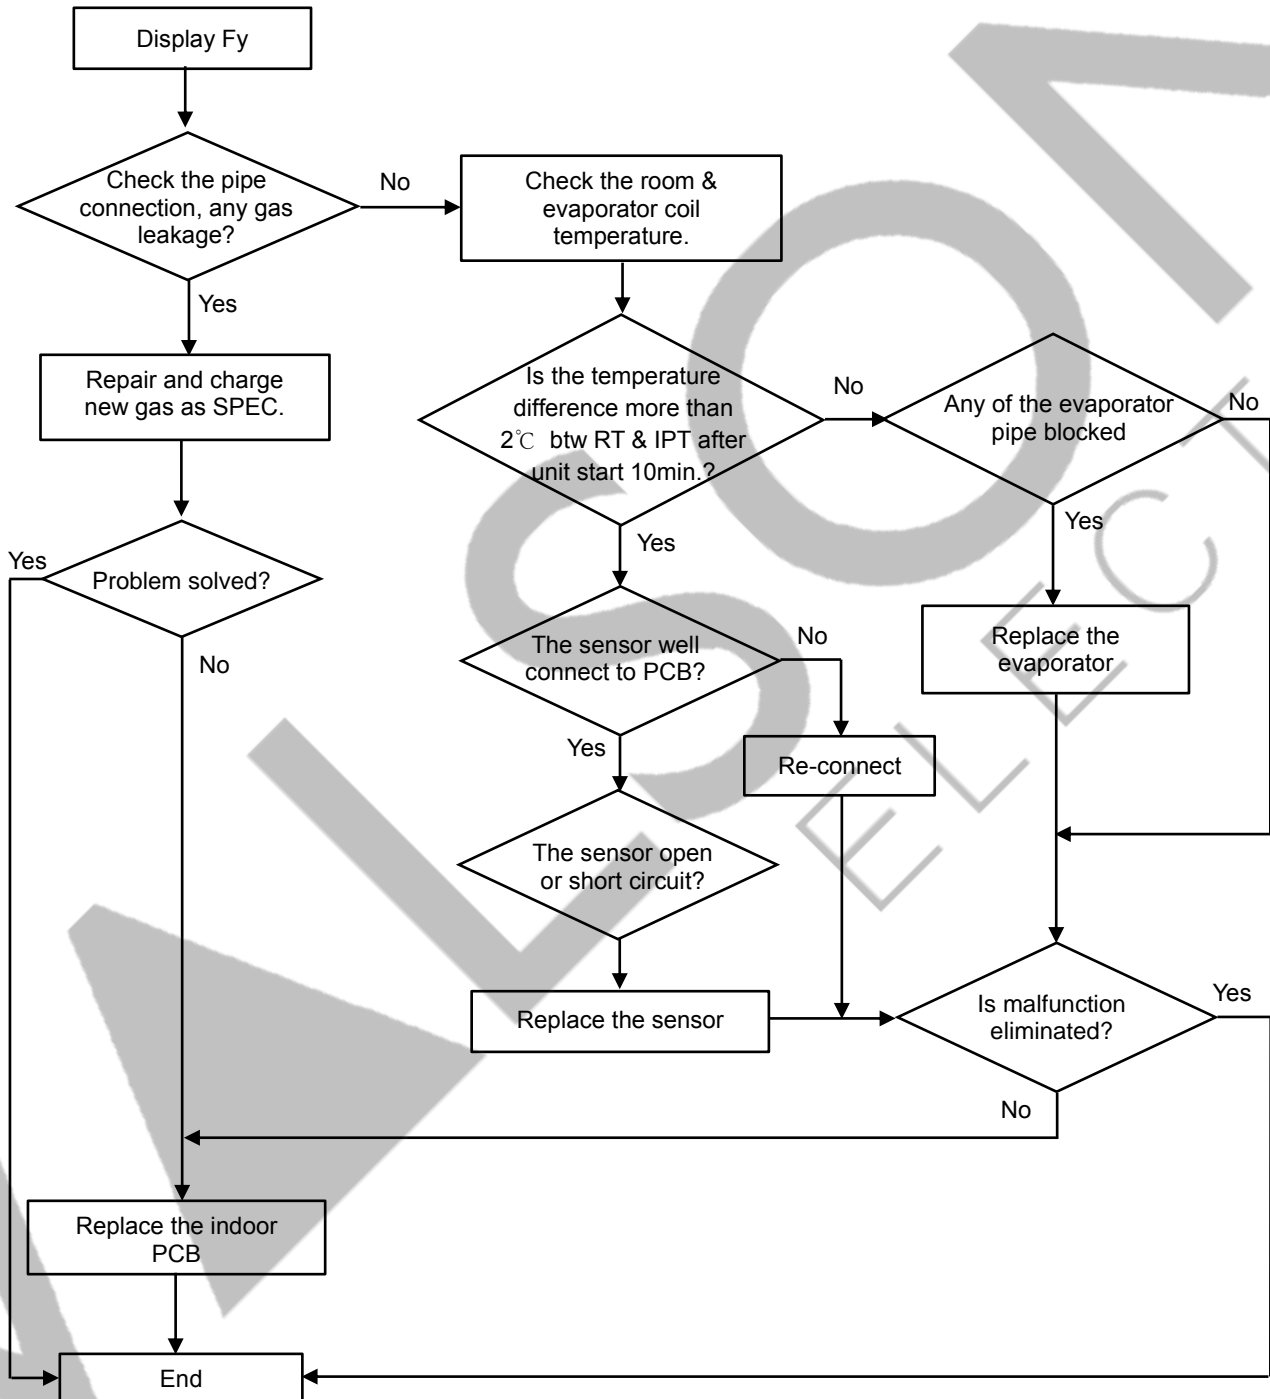 Display Fy
Check the pipe
connection, any gas
leakage?
No
Check the room &
evaporator coil
temperature.
Yes
Repair and charge
new gas as SPEC.
Is the temperature
difference more than
2℃ btw RT & IPT after
unit start 10min.?
No
Any of the evaporator
pipe blocked
No
Yes
Yes
Yes
Problem solved?
No
The sensor well
connect to PCB?
No
Replace the
evaporator
Yes
Re-connect
The sensor open
or short circuit?
Replace the sensor
Is malfunction
eliminated?
Yes
No
Replace the indoor
PCB
End
ALSON
ELECT